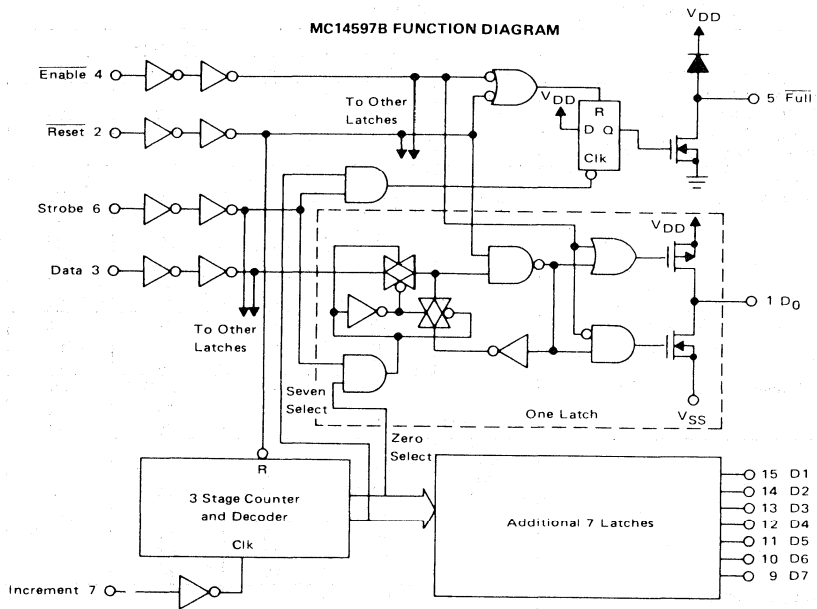 MC14597B FUNCTION DIAGRAM
VDD
Enable 4
5 Full
To Other
Latches
VDD
R
D Q
Clk
Reset 2
Strobe 6
VDD
Data 3
1 D0
To Other
Latches
Seven
Select
One Latch
VSS
Zero
Select
R
3 Stage Counter
and Decoder
Clk
Additional 7 Latches
15 D1
14 D2
13 D3
12 D4
11 D5
10 D6
9 D7
Increment 7